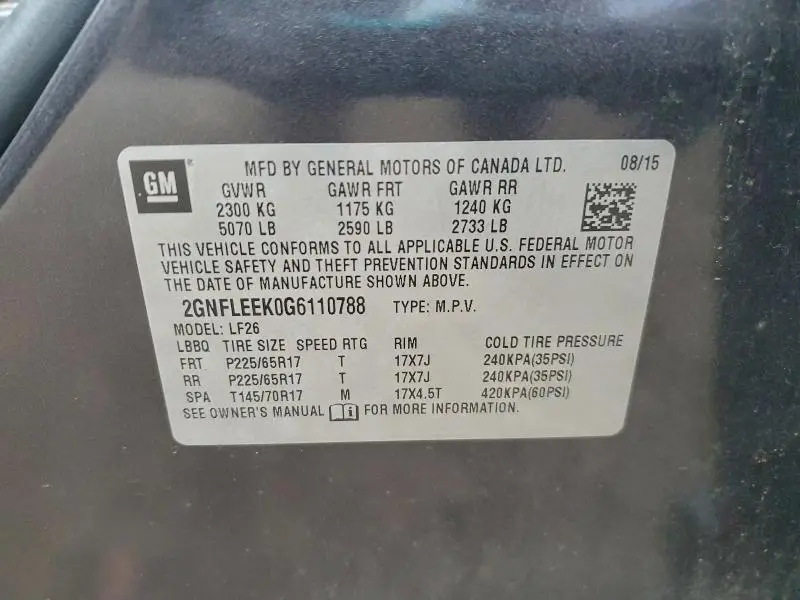 GM
MFD BY GENERAL MOTORS OF CANADA LTD. 08/15
GVWR GAWR FRT GAWR RR
2300 KG 1175 KG 1240 KG
5070 LB 2590 LB 2733 LB
THIS VEHICLE CONFORMS TO ALL APPLICABLE U.S. FEDERAL MOTOR
VEHICLE SAFETY AND THEFT PREVENTION STANDARDS IN EFFECT ON
THE DATE OF MANUFACTURE SHOWN ABOVE.
2GNFLEEK0G6110788 TYPE: M.P.V.
MODEL: LF26
LBBQ TIRE SIZE SPEED RTG RIM COLD TIRE PRESSURE
FRT P225/65R17 T 17X7J 240KPA(35PSI)
RR P225/65R17 T 17X7J 240KPA(35PSI)
SPA T145/70R17 M 17X4.5T 420KPA(60PSI)
SEE OWNER'S MANUAL i FOR MORE INFORMATION.